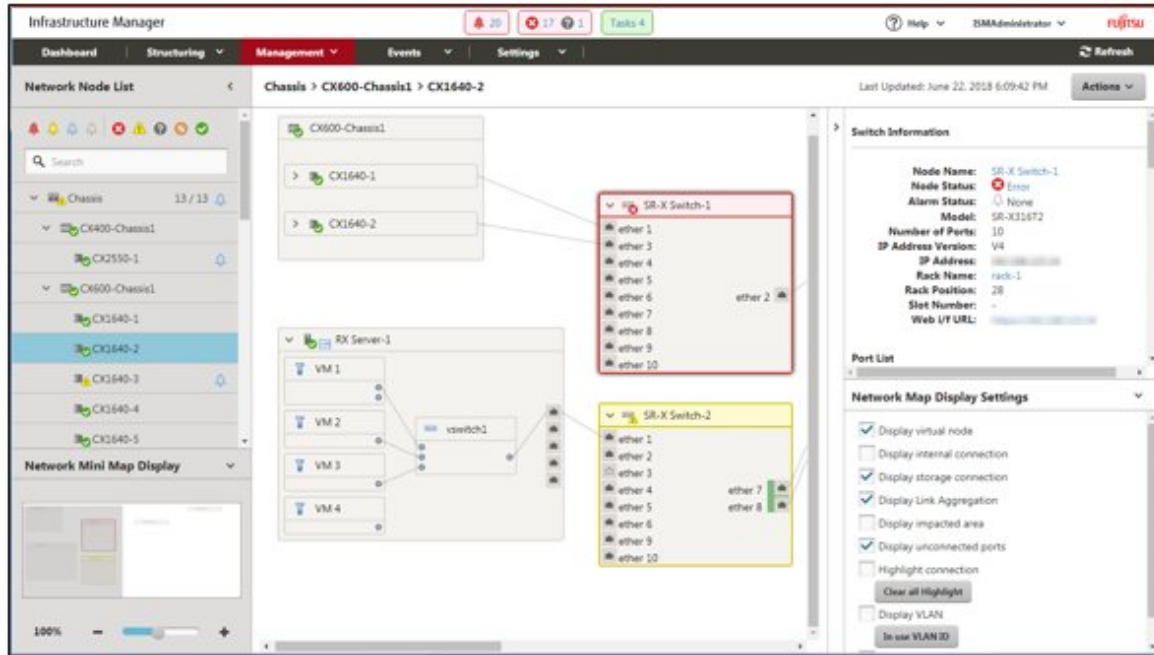 Infrastructure Manager
20
17 1
Tasks 4
Help
ISMAdministrator
FUJITSU
Dashboard
Structuring
Management
Events
Settings
Refresh
Network Node List
Chassis > CX600-Chassis1 > CX1640-2
Last Updated: June 22, 2018 6:09:42 PM
Actions
Search
Chassis 13 / 13
CX400-Chassis1
CX2550-1
CX600-Chassis1
CX1640-1
CX1640-2
CX1640-3
CX1640-4
CX1640-5
Network Mini Map Display
100%
CX600-Chassis1
CX1640-1
CX1640-2
RX Server-1
VM 1
VM 2
VM 3
VM 4
vswitch1
SR-X Switch-1
ether 1
ether 3
ether 4
ether 5
ether 6
ether 7
ether 8
ether 9
ether 10
ether 2
SR-X Switch-2
ether 1
ether 2
ether 3
ether 4
ether 5
ether 6
ether 9
ether 10
ether 7
ether 8
Switch Information
Node Name: SR-X Switch-1
Node Status: Error
Alarm Status: None
Model: SR-X316T2
Number of Ports: 10
IP Address Version: V4
IP Address:
Rack Name: rack-1
Rack Position: 28
Slot Number: -
Web i/f URL:
Port List
Network Map Display Settings
Display virtual node
Display internal connection
Display storage connection
Display Link Aggregation
Display impacted area
Display unconnected ports
Highlight connection
Clear all Highlight
Display VLAN
In use VLAN ID